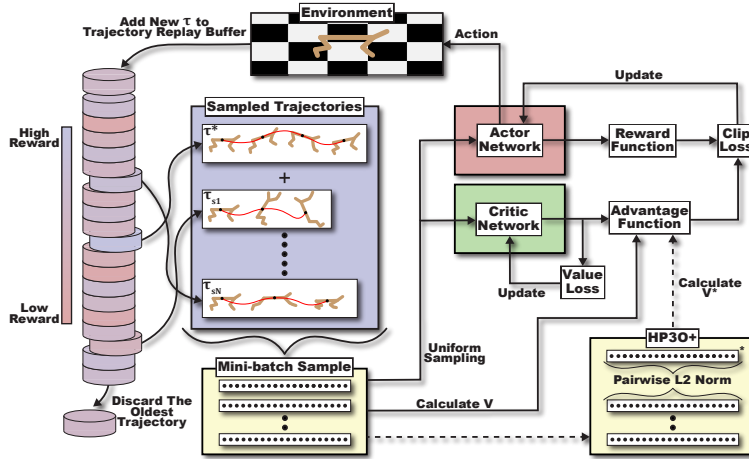 Add New τ to
Trajectory Replay Buffer
Environment
Action
Update
High
Reward
Low
Reward
Sampled Trajectories
τ*
+
τs1
τsN
Actor
Network
Reward
Function
Clip
Loss
Critic
Network
Advantage
Function
Update
Value
Loss
Calculate
V*
Uniform
Sampling
Mini-batch Sample
Calculate V
HP3O+
*
Pairwise L2 Norm
Discard The
Oldest
Trajectory